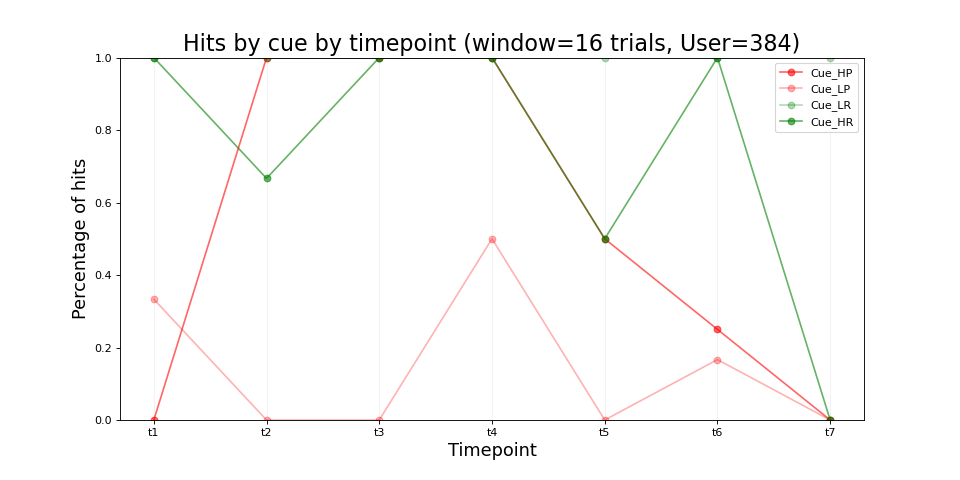 Hits by cue by timepoint (window=16 trials, User=384)
Percentage of hits
1.0
0.8
0.6
0.4
0.2
0.0
Cue_HP
Cue_LP
Cue_LR
Cue_HR
t1 t2 t3 t4 t5 t6 t7
Timepoint